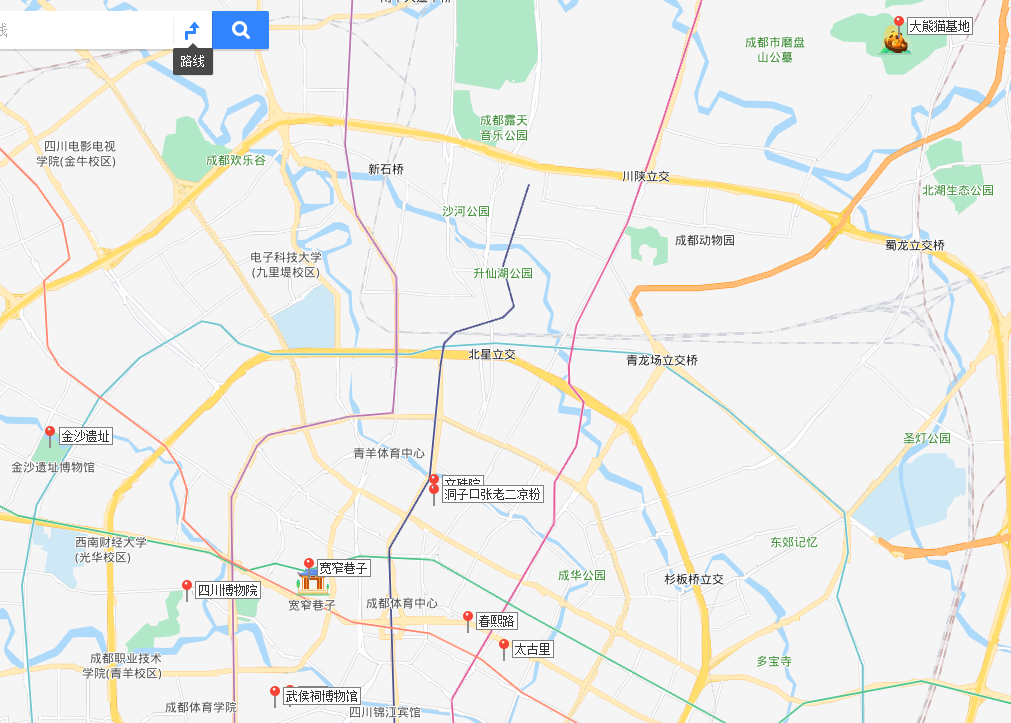 线
路线
大熊猫基地
成都市磨盘
山公墓
成都露天
音乐公园
四川电影电视
学院(金牛校区)
成都欢乐谷
新石桥
川陕立交
北湖生态公园
沙河公园
成都动物园
蜀龙立交桥
电子科技大学
(九里堤校区)
升仙湖公园
北星立交
青龙场立交桥
金沙遗址
金沙遗址博物馆
圣灯公园
青羊体育中心
文殊院
洞子口张老二凉粉
西南财经大学
(光华校区)
东郊记忆
宽窄巷子
宽窄巷子
成华公园
杉板桥立交
四川博物院
成都体育中心
春熙路
太古里
成都职业技术
学院(青羊校区)
多宝寺
武侯祠博物馆
成都体育学院
四川锦江宾馆